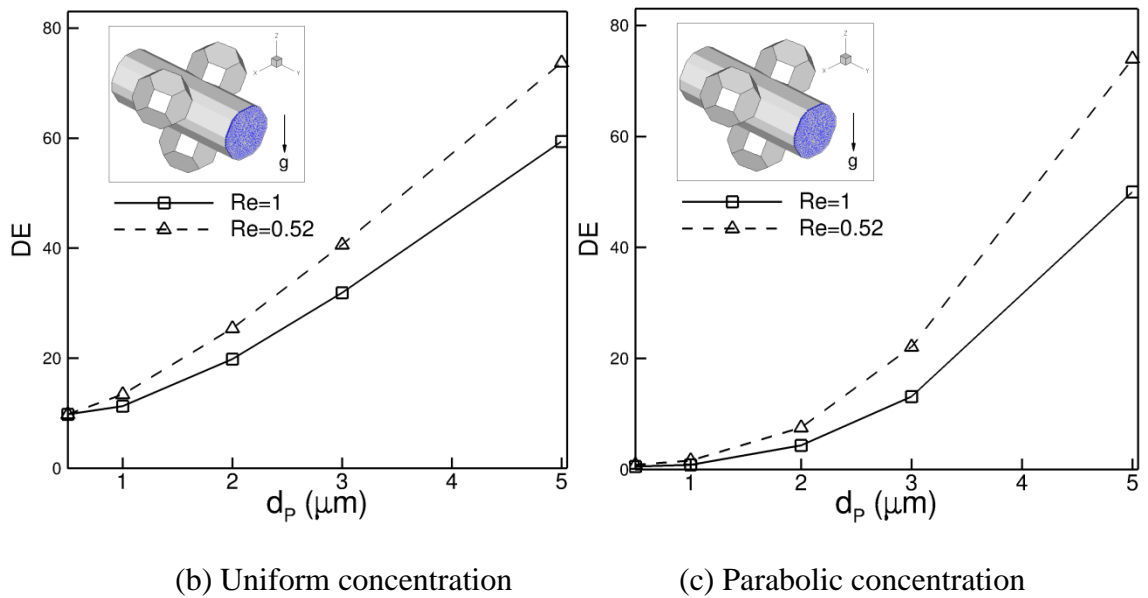 80
60
40
20
0
DE
Z
X
Y
g
Re=1
Re=0.52
1
2
3
4
5
d_P (μm)
(b) Uniform concentration
80
60
40
20
0
DE
Z
X
Y
g
Re=1
Re=0.52
1
2
3
4
5
d_P (μm)
(c) Parabolic concentration